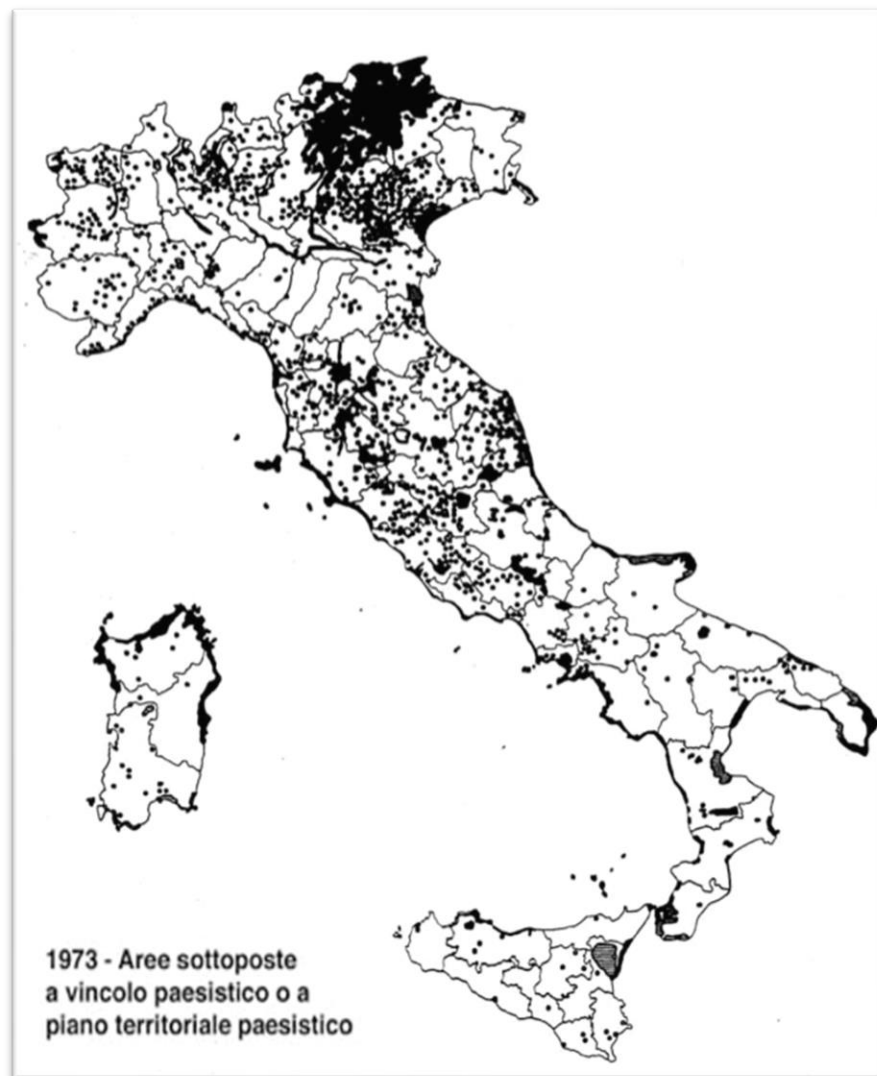 1973 - Aree sottoposte
a vincolo paesistico o a
piano territoriale paesistico